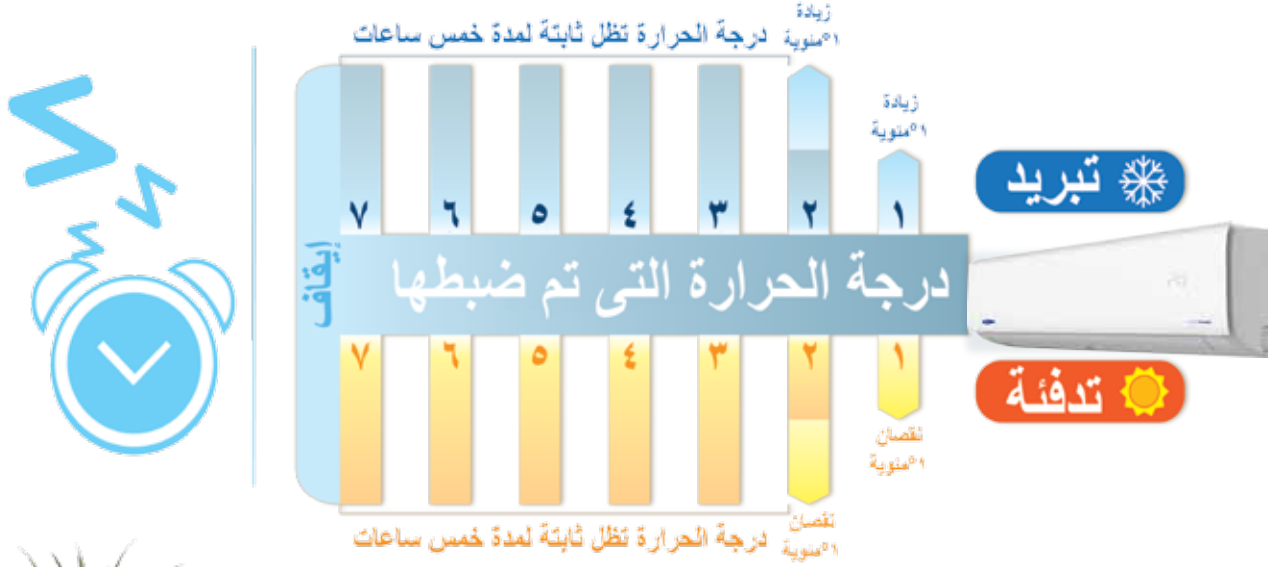 زيادة
١°مئوية
درجة الحرارة تظل ثابتة لمدة خمس ساعات
زيادة
١°مئوية
تبريد
١ ٢ ٣ ٤ ٥ ٦ ٧
درجة الحرارة التى تم ضبطها
إيقاف
١ ٢ ٣ ٤ ٥ ٦ ٧
تدفئة
نقصان
١°مئوية
نقصان
١°مئوية
درجة الحرارة تظل ثابتة لمدة خمس ساعات